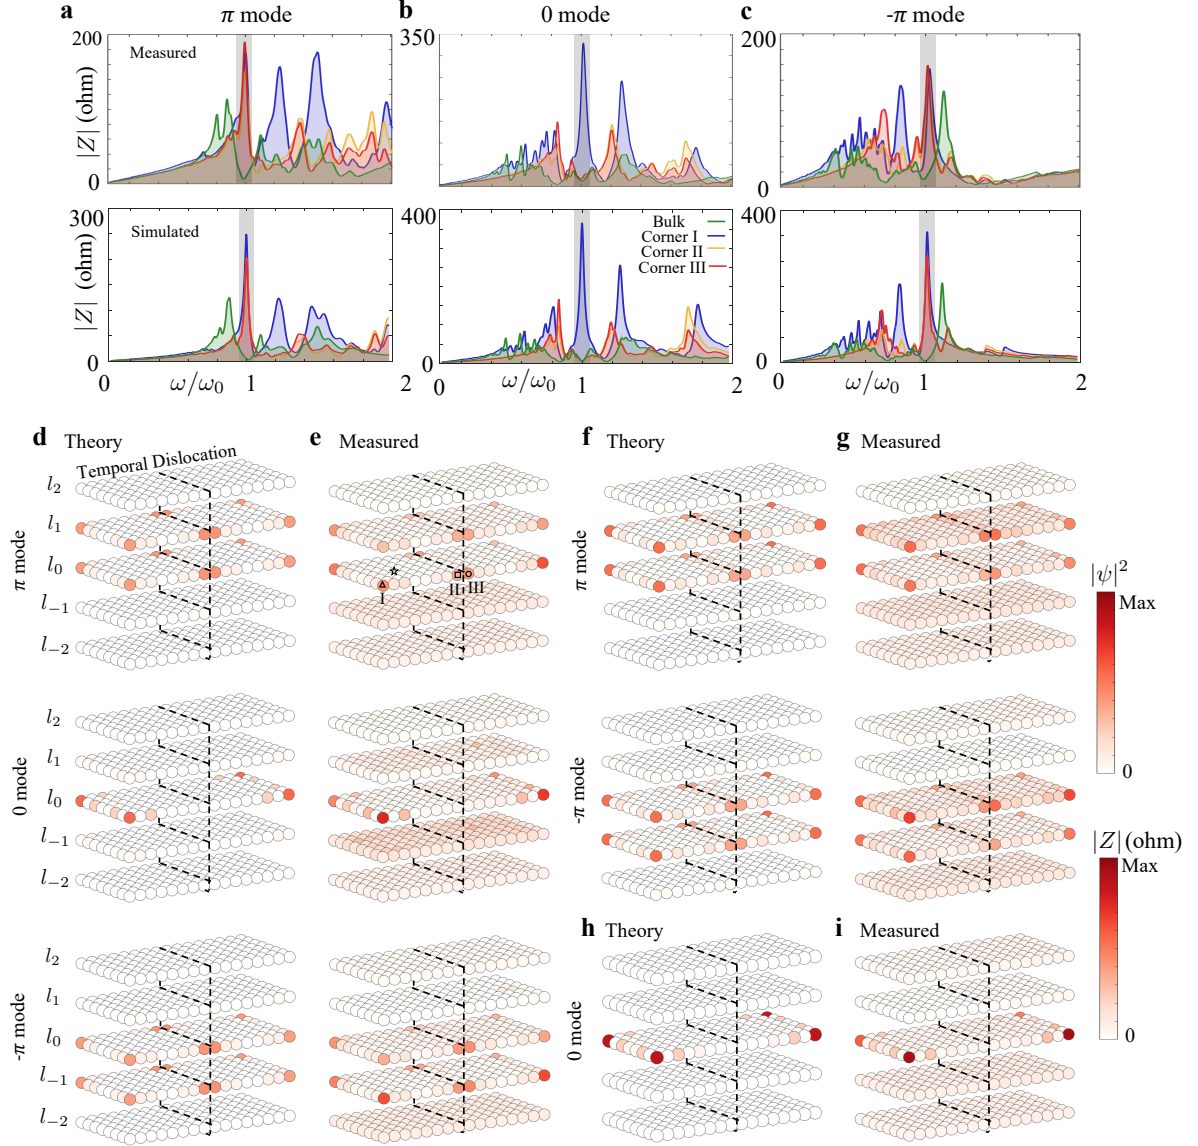 a π mode
b 0 mode
c -π mode
200
Measured
|Z| (ohm)
0
350
0
200
0
300
Simulated
|Z| (ohm)
0
400
Bulk
Corner I
Corner II
Corner III
0
400
0
0 ω/ω₀ 1 2
0 ω/ω₀ 1 2
0 ω/ω₀ 1 2
d Theory
Temporal Dislocation
e Measured
f Theory
g Measured
π mode
l₂
l₁
l₀
l₋₁
l₋₂
I
II
III
π mode
|ψ|²
Max
0
0 mode
l₂
l₁
l₀
l₋₁
l₋₂
-π mode
|Z| (ohm)
Max
0
-π mode
l₂
l₁
l₀
l₋₁
l₋₂
h Theory
i Measured
0 mode